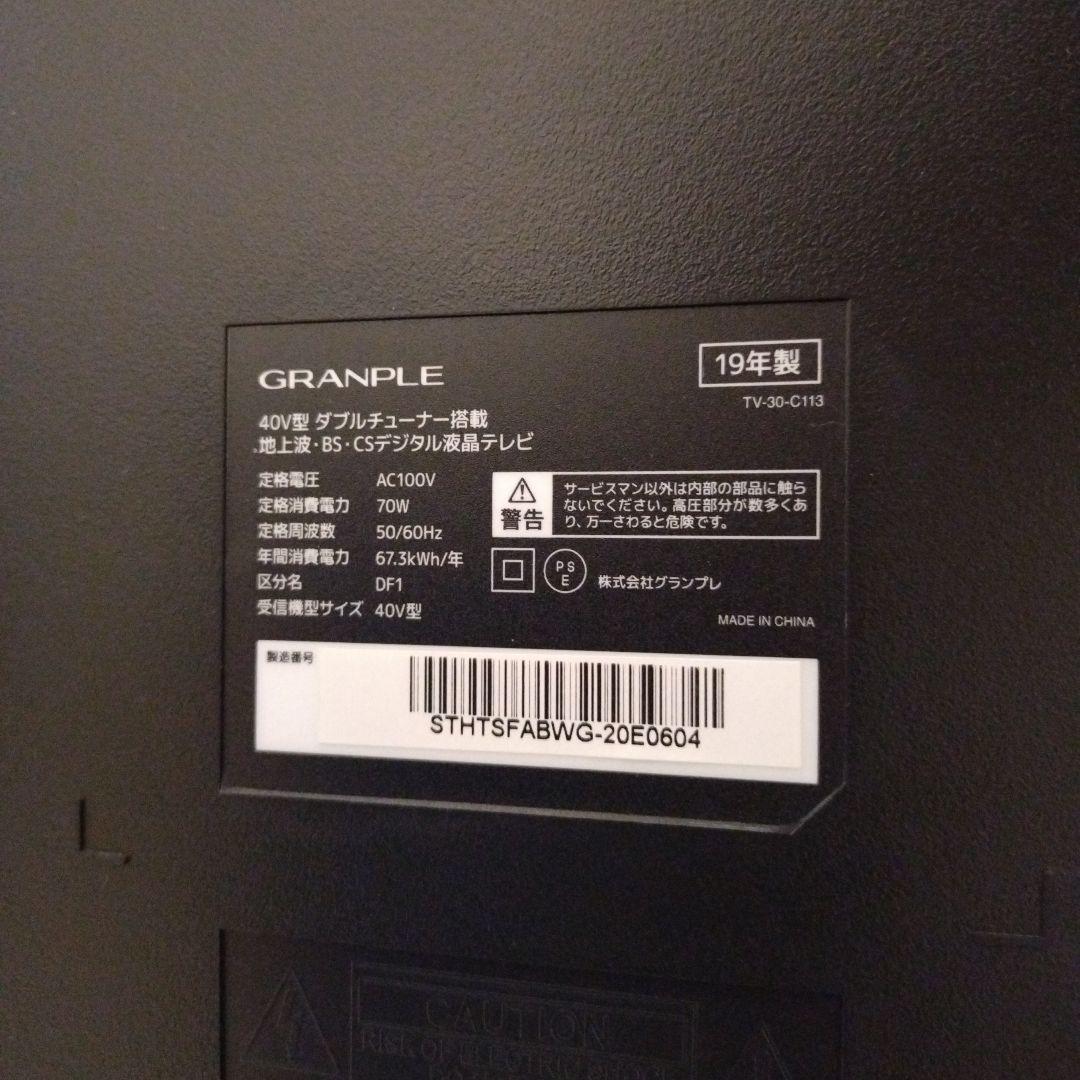 GRANPLE
19年製
TV-30-C113
40V型 ダブルチューナー搭載
地上波・BS・CSデジタル液晶テレビ
定格電圧 AC100V
定格消費電力 70W
定格周波数 50/60Hz
年間消費電力 67.3kWh/年
区分名 DF1
受信機型サイズ 40V型
警告
サービスマン以外は内部の部品に触ら
ないでください。高圧部分が数多くあ
り、万一さわると危険です。
PS
E
株式会社グランプレ
MADE IN CHINA
製造番号
STHTSFABWG-20E0604
CAUTION
RISK OF ELECTRIC SHOCK